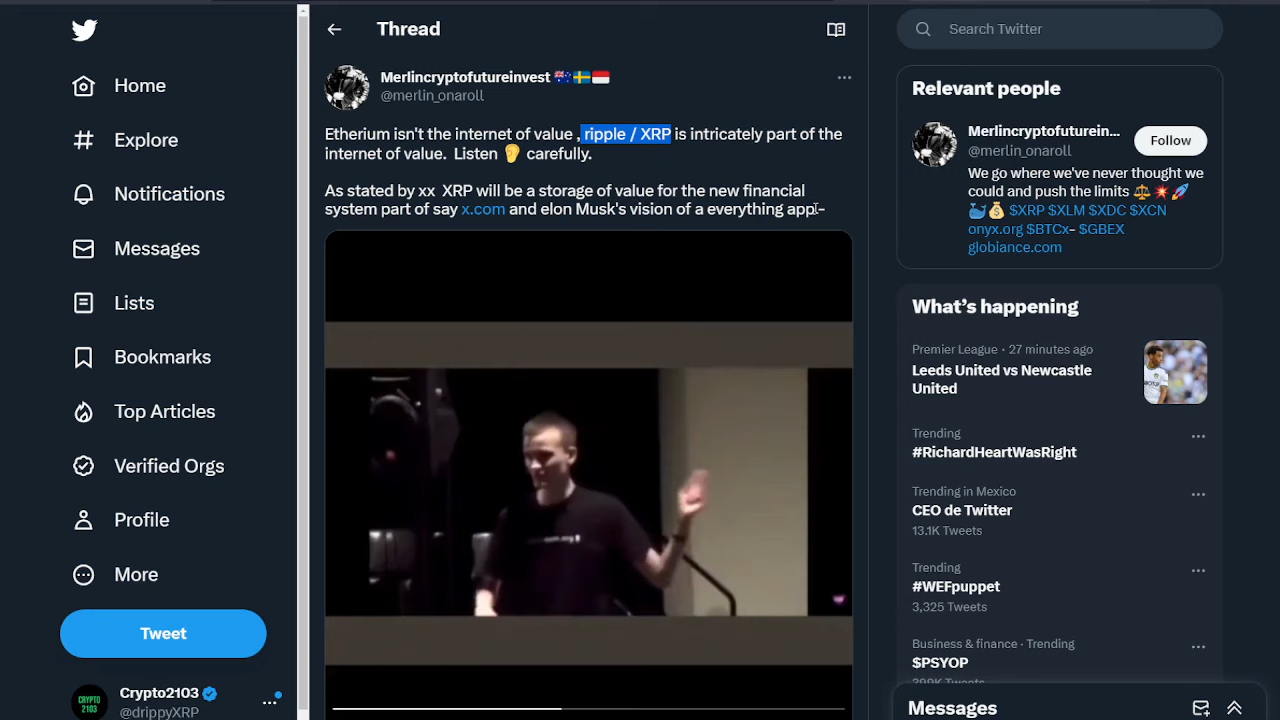 Home
Explore
Notifications
Messages
Lists
Bookmarks
Top Articles
Verified Orgs
Profile
More
Tweet
Crypto2103
@drippyXRP
CRYPTO
2103
Thread
Merlincryptofutureinvest 🇦🇺🇸🇪🇮🇩
@merlin_onaroll
Etherium isn't the internet of value , ripple / XRP is intricately part of the
internet of value. Listen 👂 carefully.
As stated by xx XRP will be a storage of value for the new financial
system part of say x.com and elon Musk's vision of a everything app-
Search Twitter
Relevant people
Merlincryptofuturein...
@merlin_onaroll
Follow
We go where we've never thought we
could and push the limits ⚖️💥🚀
🐳💰 $XRP $XLM $XDC $XCN
onyx.org $BTCx- $GBEX
globiance.com
What's happening
Premier League · 27 minutes ago
Leeds United vs Newcastle
United
Trending
#RichardHeartWasRight
Trending in Mexico
CEO de Twitter
13.1K Tweets
Trending
#WEFpuppet
3,325 Tweets
Business & finance · Trending
$PSYOP
Messages